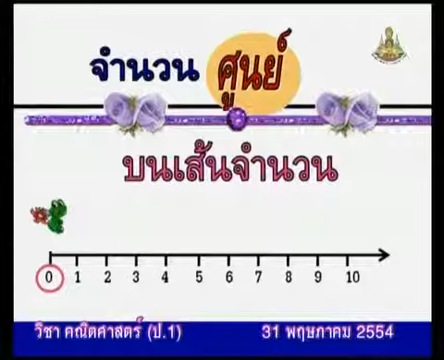 จำนวน ศูนย์
บนเส้นจำนวน
0 1 2 3 4 5 6 7 8 9 10
วิชา คณิตศาสตร์ (ป.1) 31 พฤษภาคม 2554